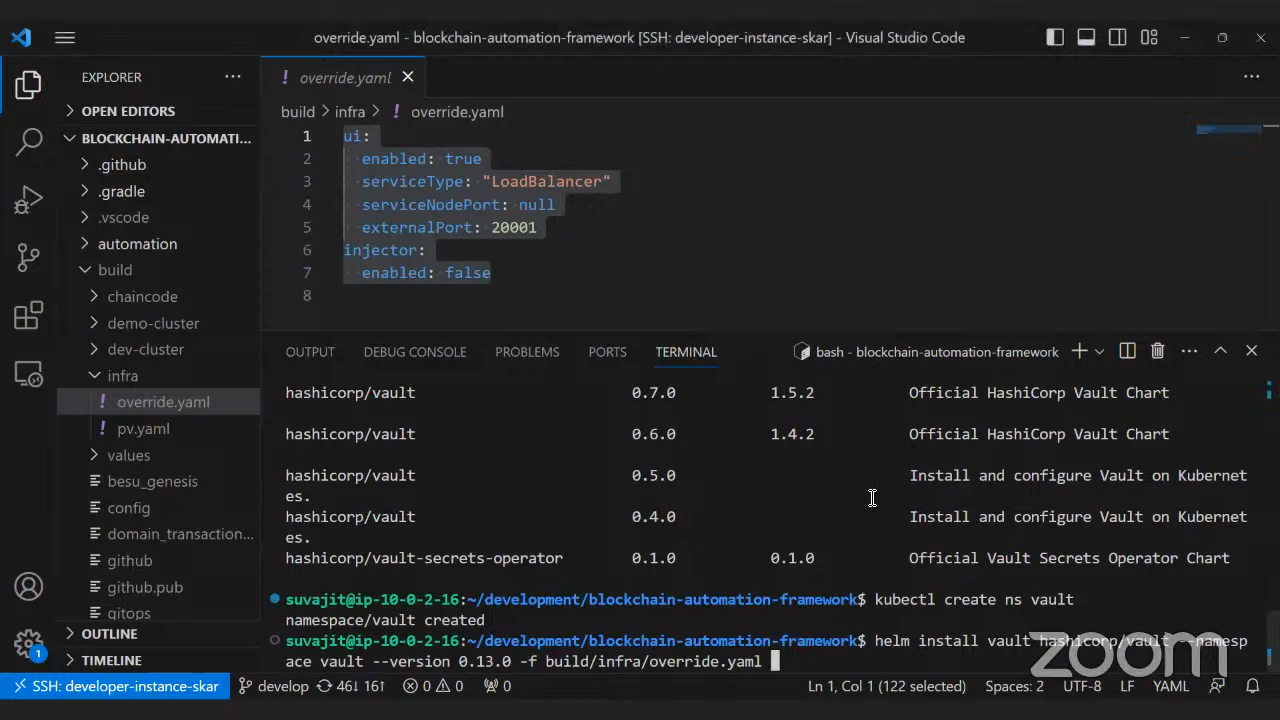 override.yaml - blockchain-automation-framework [SSH: developer-instance-skar] - Visual Studio Code
EXPLORER
override.yaml
OPEN EDITORS
BLOCKCHAIN-AUTOMATI...
.github
.gradle
.vscode
automation
build
chaincode
demo-cluster
dev-cluster
infra
override.yaml
pv.yaml
values
besu_genesis
config
domain_transaction...
github
github.pub
gitops
OUTLINE
TIMELINE
build > infra > ! override.yaml
1 ui:
2 enabled: true
3 serviceType: "LoadBalancer"
4 serviceNodePort: null
5 externalPort: 20001
6 injector:
7 enabled: false
8
OUTPUT DEBUG CONSOLE PROBLEMS PORTS TERMINAL bash - blockchain-automation-framework
hashicorp/vault 0.7.0 1.5.2 Official HashiCorp Vault Chart
hashicorp/vault 0.6.0 1.4.2 Official HashiCorp Vault Chart
hashicorp/vault 0.5.0 Install and configure Vault on Kubernet
es.
hashicorp/vault 0.4.0 Install and configure Vault on Kubernet
es.
hashicorp/vault-secrets-operator 0.1.0 0.1.0 Official Vault Secrets Operator Chart
suvajit@ip-10-0-2-16:~/development/blockchain-automation-framework$ kubectl create ns vault
namespace/vault created
suvajit@ip-10-0-2-16:~/development/blockchain-automation-framework$ helm install vault hashicorp/vault --namesp
ace vault --version 0.13.0 -f build/infra/override.yaml
zoom
1
SSH: developer-instance-skar develop 46↓ 16↑ 0 0 0 Ln 1, Col 1 (122 selected) Spaces: 2 UTF-8 LF YAML